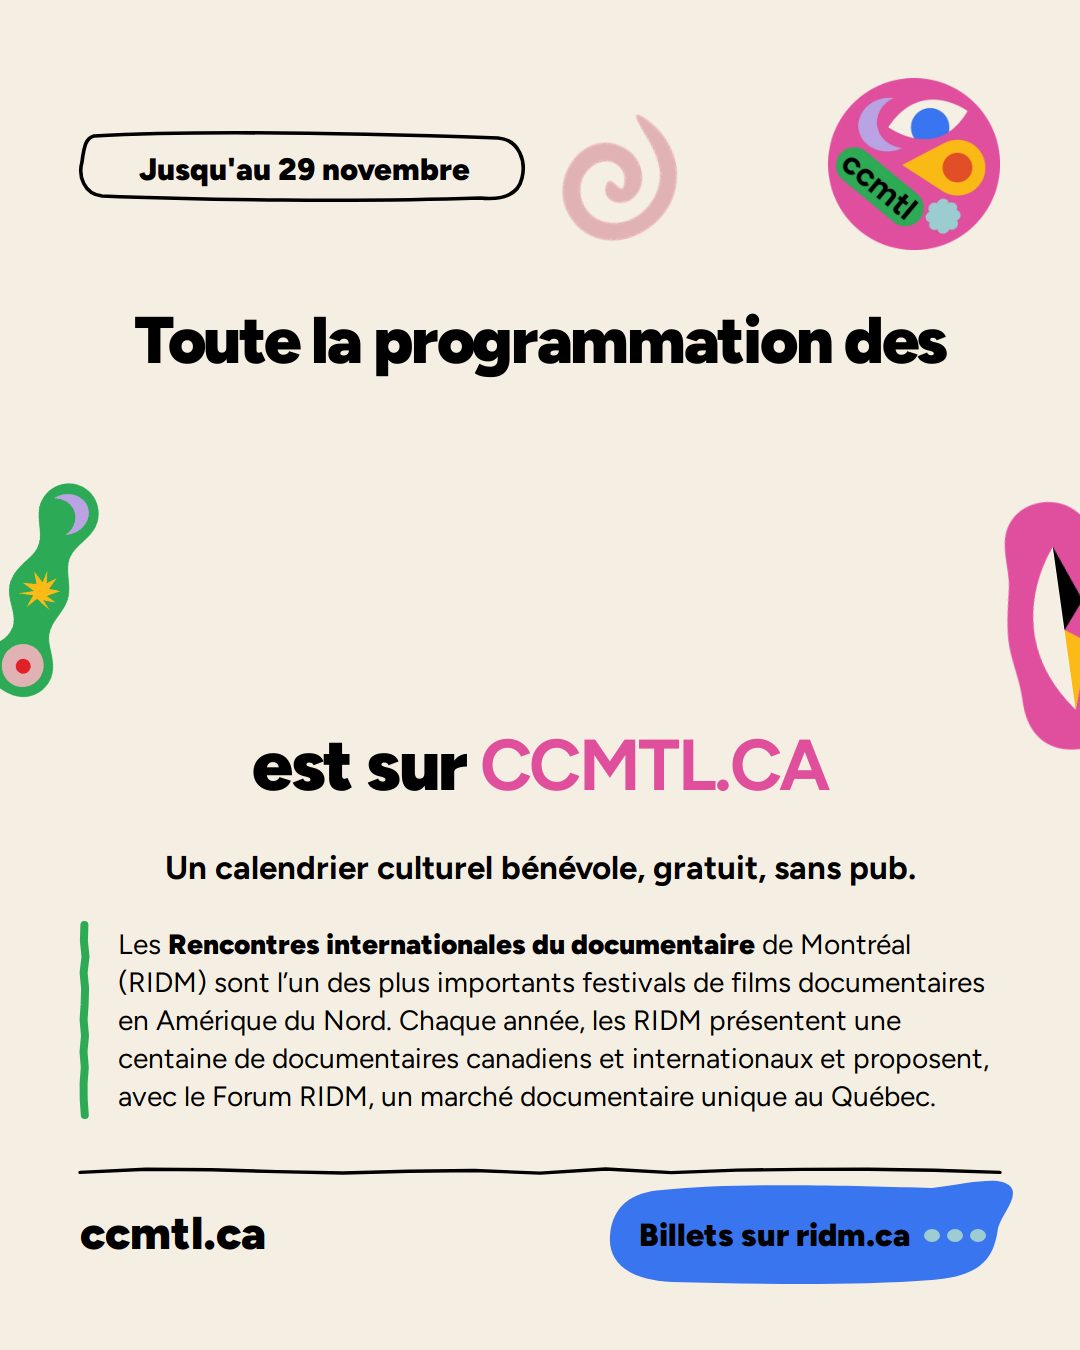 Jusqu'au 29 novembre
ccmtl
Toute la programmation des
est sur CCMTL.CA
Un calendrier culturel bénévole, gratuit, sans pub.
Les Rencontres internationales du documentaire de Montréal
(RIDM) sont l’un des plus importants festivals de films documentaires
en Amérique du Nord. Chaque année, les RIDM présentent une
centaine de documentaires canadiens et internationaux et proposent,
avec le Forum RIDM, un marché documentaire unique au Québec.
ccmtl.ca
Billets sur ridm.ca